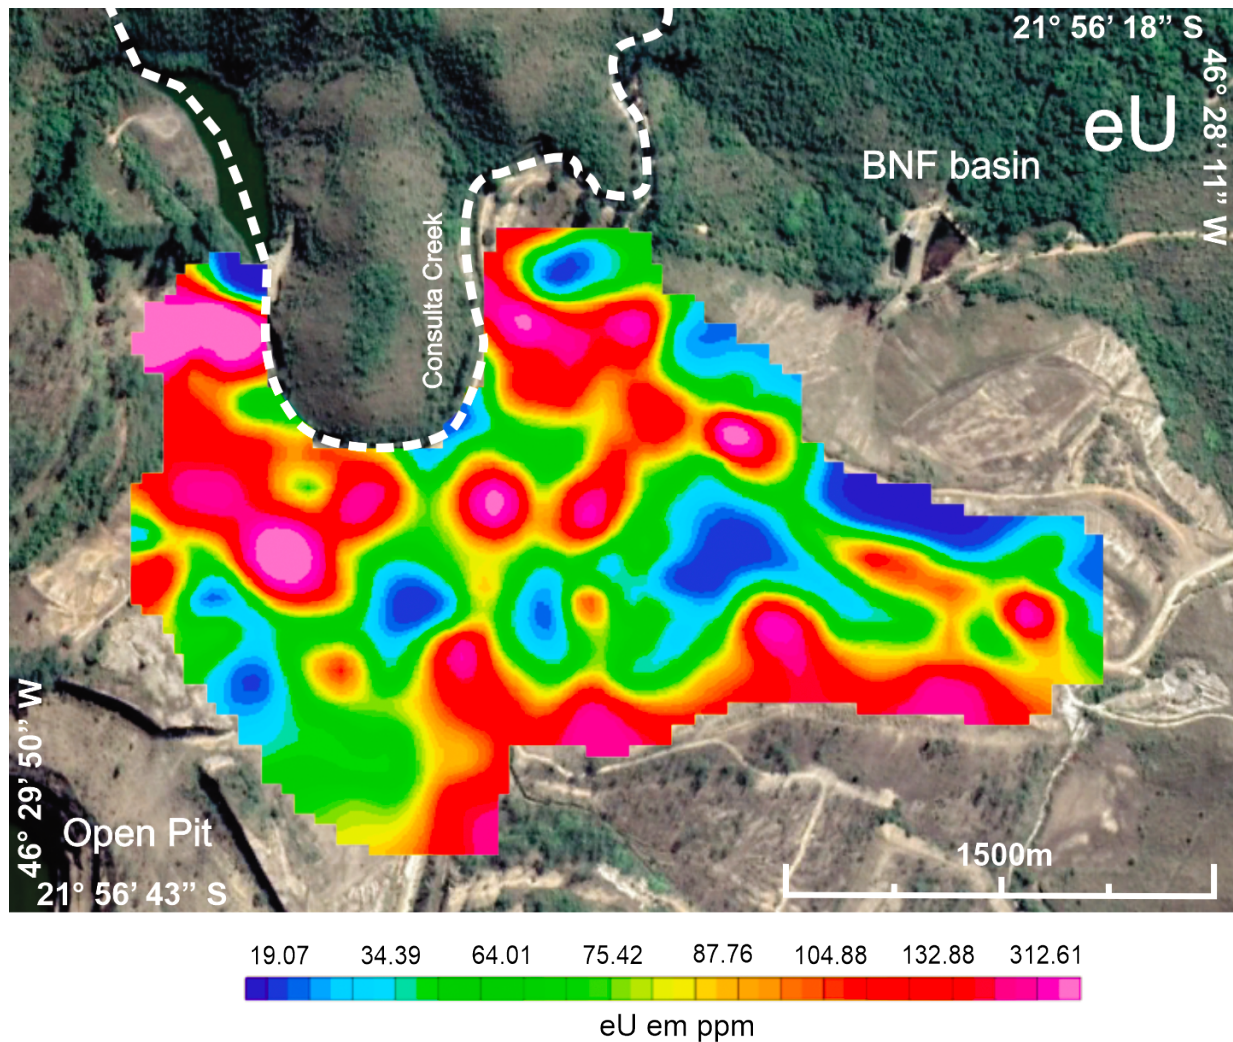 21° 56’ 18” S
46° 28’ 11” W
eU
BNF basin
Consulta Creek
46° 29’ 50” W
Open Pit
21° 56’ 43” S
1500m
19.07 34.39 64.01 75.42 87.76 104.88 132.88 312.61
eU em ppm